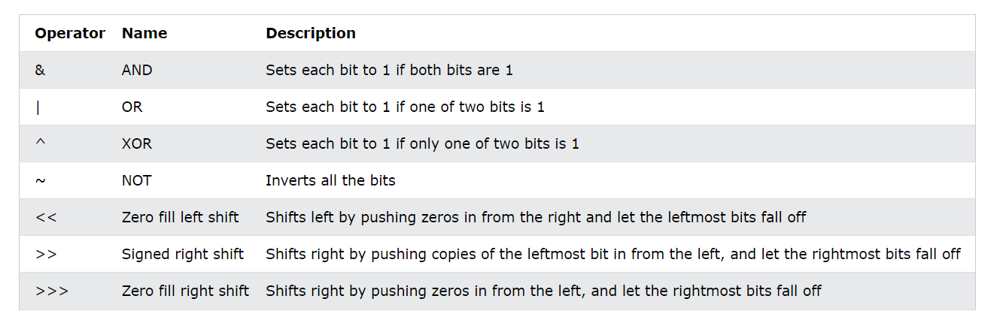 Operator Name Description
& AND Sets each bit to 1 if both bits are 1
| OR Sets each bit to 1 if one of two bits is 1
^ XOR Sets each bit to 1 if only one of two bits is 1
~ NOT Inverts all the bits
<< Zero fill left shift Shifts left by pushing zeros in from the right and let the leftmost bits fall off
>> Signed right shift Shifts right by pushing copies of the leftmost bit in from the left, and let the rightmost bits fall off
>>> Zero fill right shift Shifts right by pushing zeros in from the left, and let the rightmost bits fall off